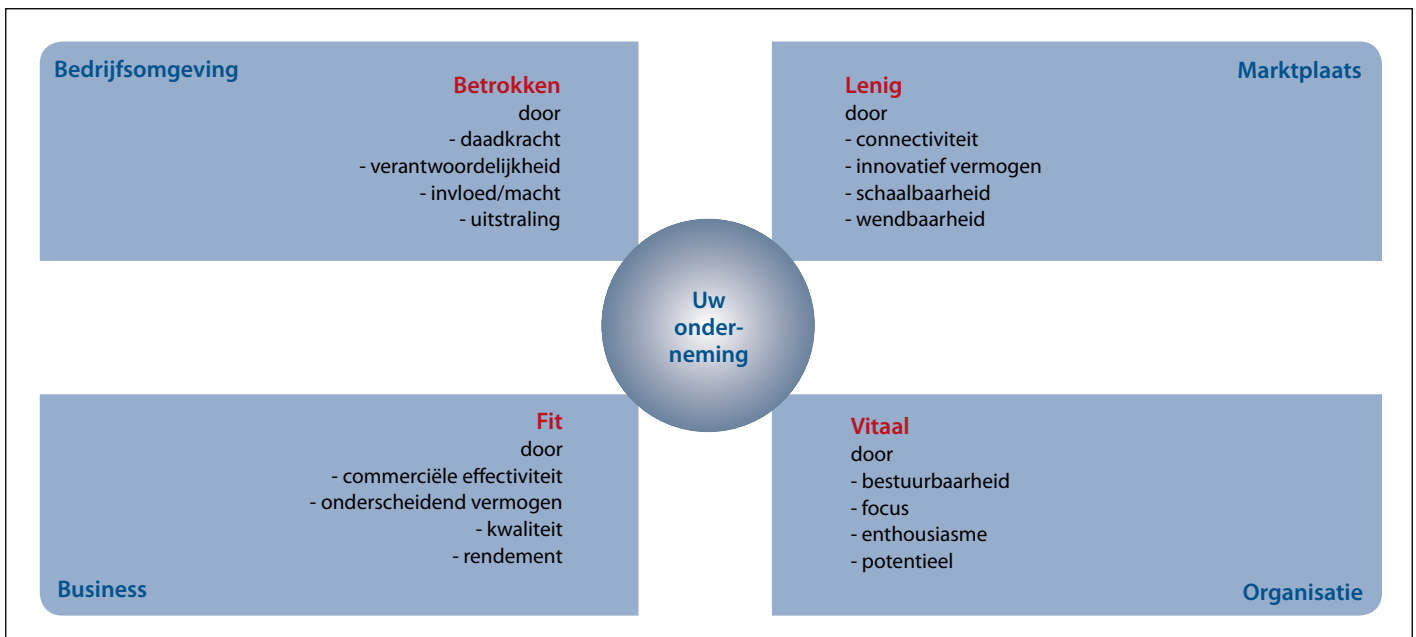 Bedrijfsomgeving
Betrokken
door
- daadkracht
- verantwoordelijkheid
- invloed/macht
- uitstraling
Marktplaats
Lenig
door
- connectiviteit
- innovatief vermogen
- schaalbaarheid
- wendbaarheid
Uw
onder-
neming
Fit
door
- commerciële effectiviteit
- onderscheidend vermogen
- kwaliteit
- rendement
Business
Vitaal
door
- bestuurbaarheid
- focus
- enthousiasme
- potentieel
Organisatie